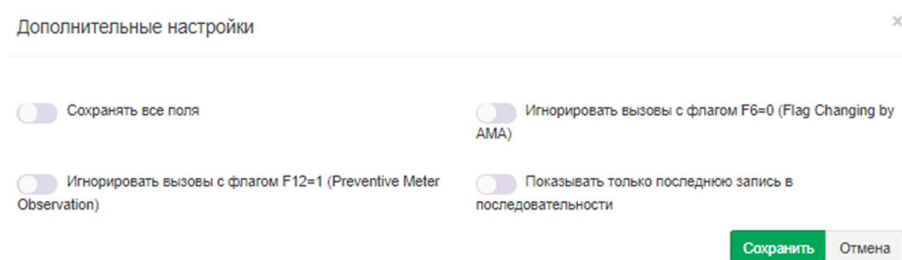 Дополнительные настройки
×
Сохранять все поля
Игнорировать вызовы с флагом F6=0 (Flag Changing by
AMA)
Игнорировать вызовы с флагом F12=1 (Preventive Meter
Observation)
Показывать только последнюю запись в
последовательности
Сохранить Отмена